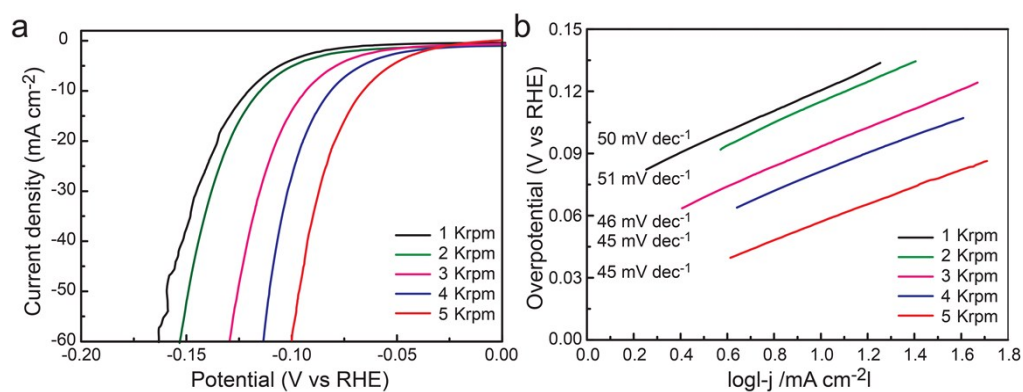 a
0
-10
-20
-30
-40
-50
-60
Current density (mA cm-2)
-0.20
-0.15
-0.10
-0.05
0.00
Potential (V vs RHE)
1 Krpm
2 Krpm
3 Krpm
4 Krpm
5 Krpm
b
0.15
0.12
0.09
0.06
0.03
0.00
Overpotential (V vs RHE)
50 mV dec-1
51 mV dec-1
46 mV dec-1
45 mV dec-1
45 mV dec-1
1 Krpm
2 Krpm
3 Krpm
4 Krpm
5 Krpm
0.0
0.2
0.4
0.6
0.8
1.0
1.2
1.4
1.6
1.8
logl-j /mA cm-2l